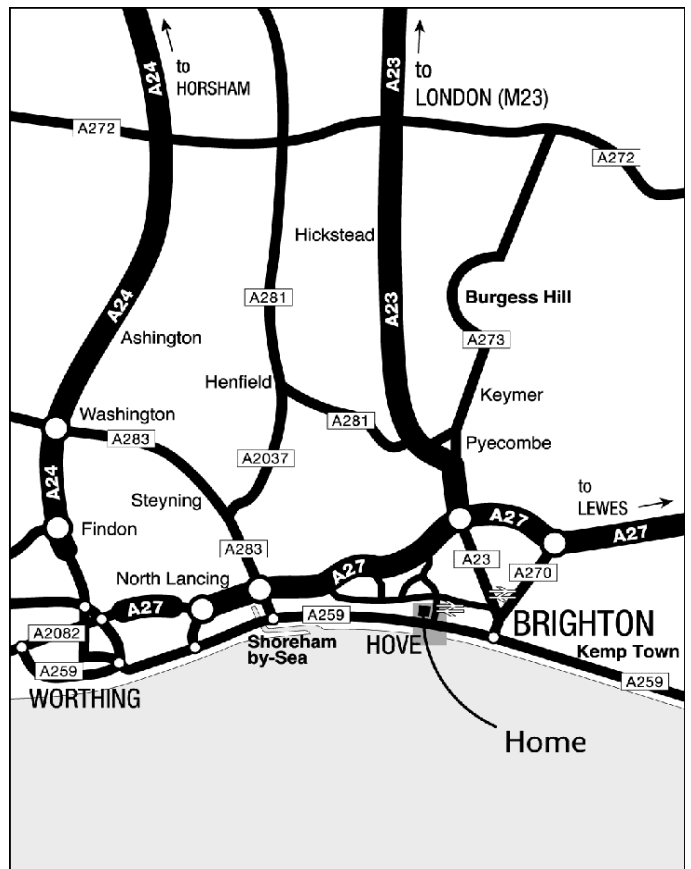 A24
to
HORSHAM
A23
to
LONDON (M23)
A272
A272
Hickstead
A24
A281
A23
Burgess Hill
Ashington
A273
Henfield
Keymer
Washington
A281
A283
Pyecombe
A2037
A24
Steyning
to
LEWES
Findon
A27
A27
A283
A23
A270
North Lancing
A27
A27
A259
A2082
BRIGHTON
Shoreham
by-Sea
HOVE
Kemp Town
A259
A259
WORTHING
Home